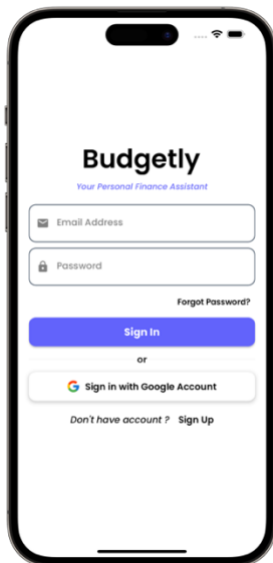 Budgetly
Your Personal Finance Assistant
Email Address
Password
Forgot Password?
Sign In
or
Sign in with Google Account
Don't have account ? Sign Up